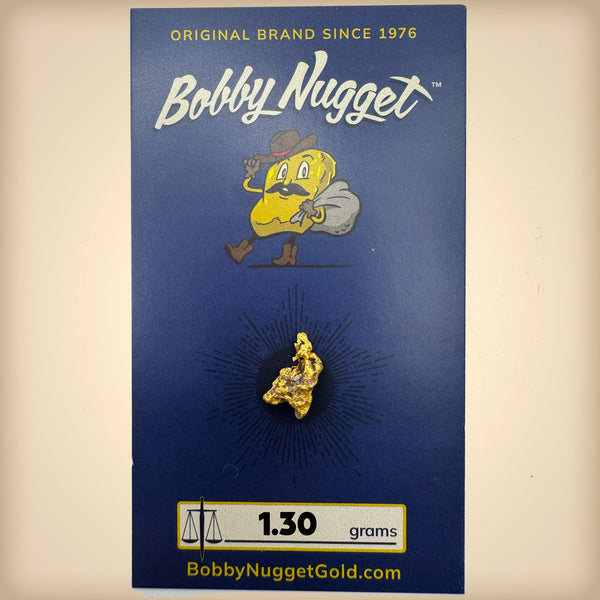 ORIGINAL BRAND SINCE 1976
Bobby Nugget™
1.30 grams
BobbyNuggetGold.com